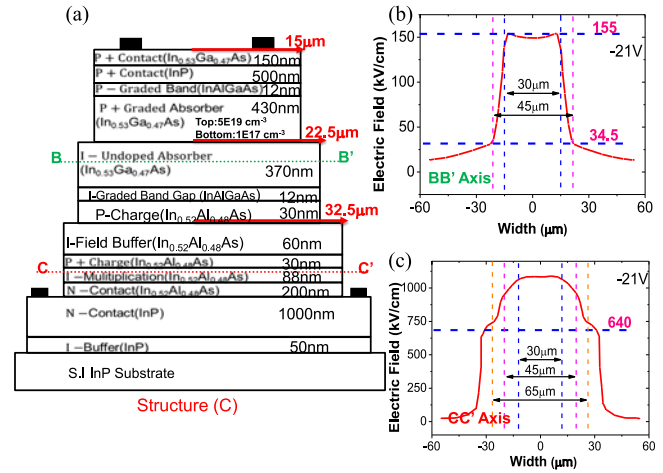 (a)
15μm
P + Contact(In0.53Ga0.47As) 150nm
P + Contact(InP) 500nm
P − Graded Band(InAlGaAs) 12nm
P + Graded Absorber 430nm
(In0.53Ga0.47As) Top:5E19 cm-3
Bottom:1E17 cm-3
22.5μm
I − Undoped Absorber
B B'
(In0.53Ga0.47As) 370nm
I-Graded Band Gap (InAlGaAs) 12nm
P-Charge(In0.52Al0.48As) 30nm
32.5μm
I-Field Buffer(In0.52Al0.48As) 60nm
P + Charge(In0.52Al0.48As) 30nm
C C'
I −Mulitiplication(In0.52Al0.48As) 88nm
N −Contact(In0.52Al0.48As) 200nm
N −Contact(InP) 1000nm
I −Buffer(InP) 50nm
S.I InP Substrate
Structure (C)
(b)
Electric Field (kV/cm)
150
100
50
0
155
-21V
30μm
45μm
34.5
BB' Axis
-60 -30 0 30 60
Width (μm)
(c)
Electric Field (kV/cm)
1000
750
500
250
0
-21V
640
30μm
45μm
65μm
CC' Axis
-60 -30 0 30 60
Width (μm)